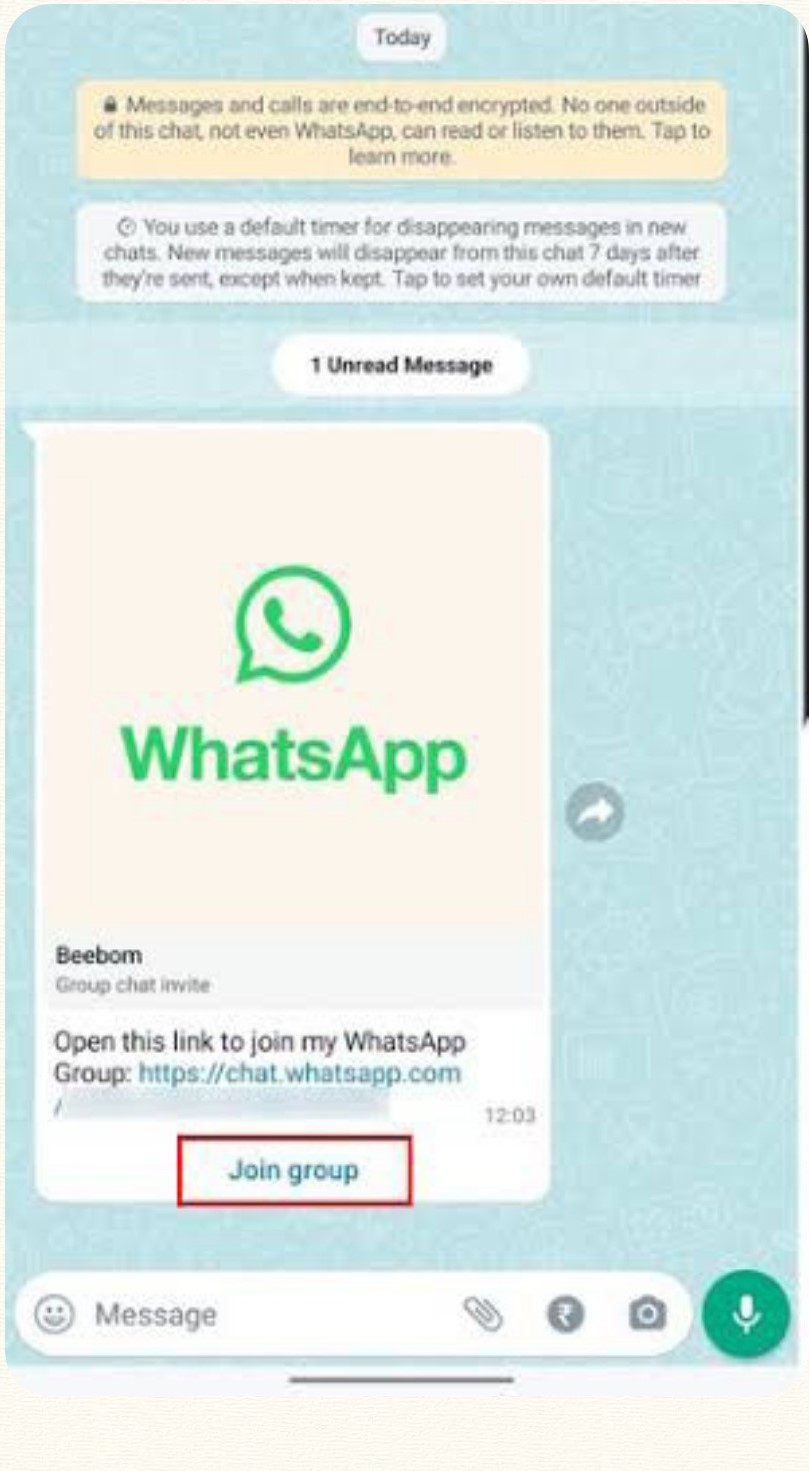 Today
Messages and calls are end-to-end encrypted. No one outside
of this chat, not even WhatsApp, can read or listen to them. Tap to
learn more.
You use a default timer for disappearing messages in new
chats. New messages will disappear from this chat 7 days after
they're sent, except when kept. Tap to set your own default timer
1 Unread Message
WhatsApp
Beebom
Group chat invite
Open this link to join my WhatsApp
Group: https://chat.whatsapp.com
/
12:03
Join group
Message